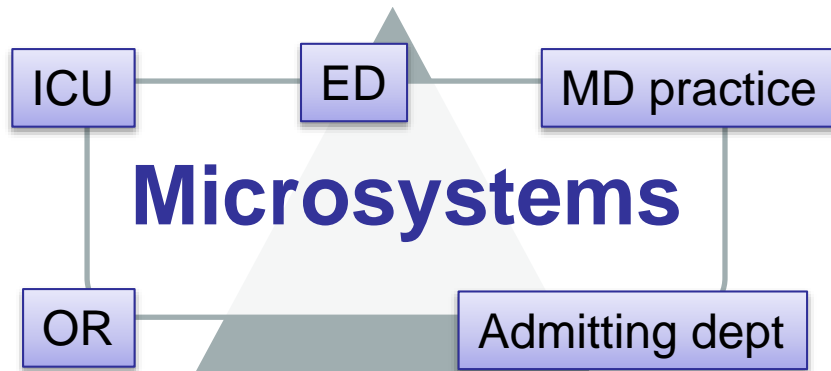 ICU
ED
MD practice
Microsystems
OR
Admitting dept